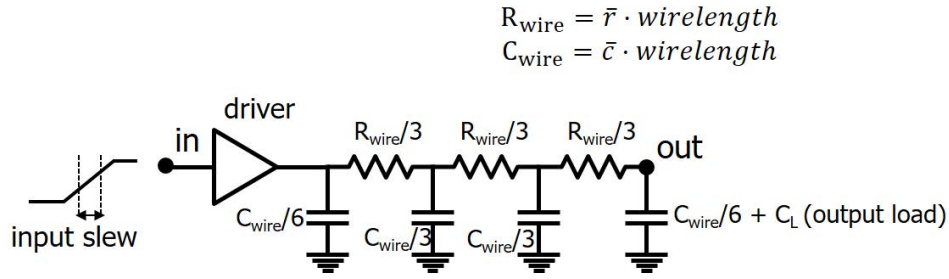 R_wire = r̄ · wirelength
C_wire = c̄ · wirelength
driver
in
R_wire/3
R_wire/3
R_wire/3
out
input slew
C_wire/6
C_wire/3
C_wire/3
C_wire/6 + C_L (output load)